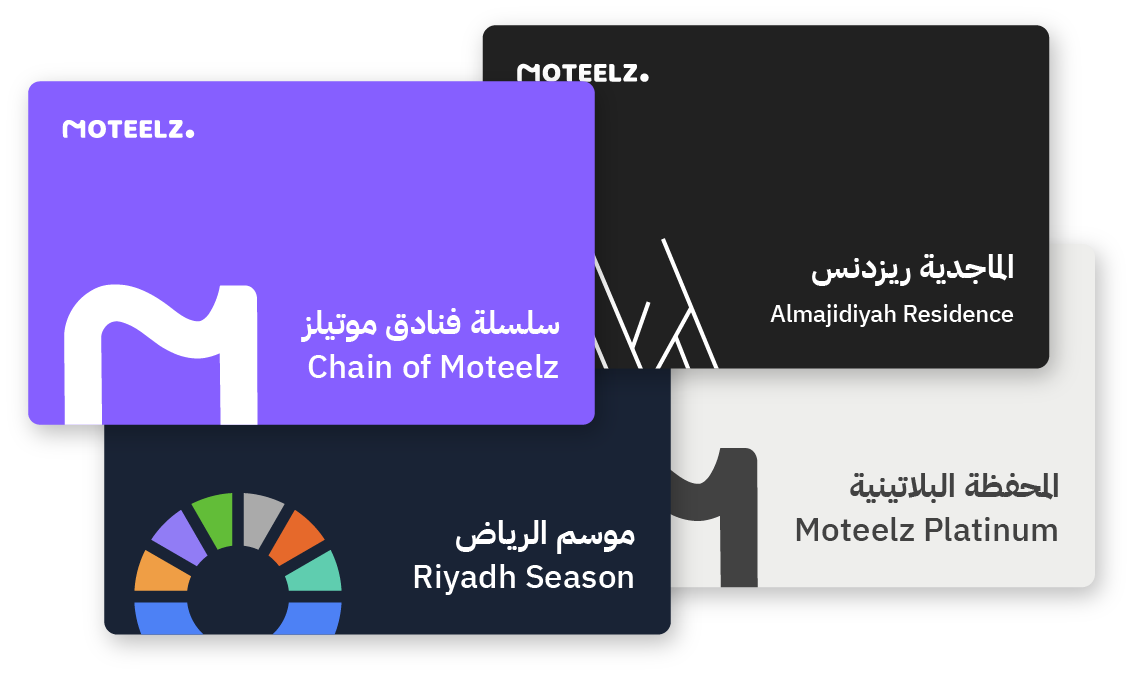 MOTEELZ.
سلسلة فنادق موتيلز
Chain of Moteelz
MOTEELZ.
الماجدية ريزدنس
Almajidiyah Residence
موسم الرياض
Riyadh Season
المحفظة البلاتينية
Moteelz Platinum